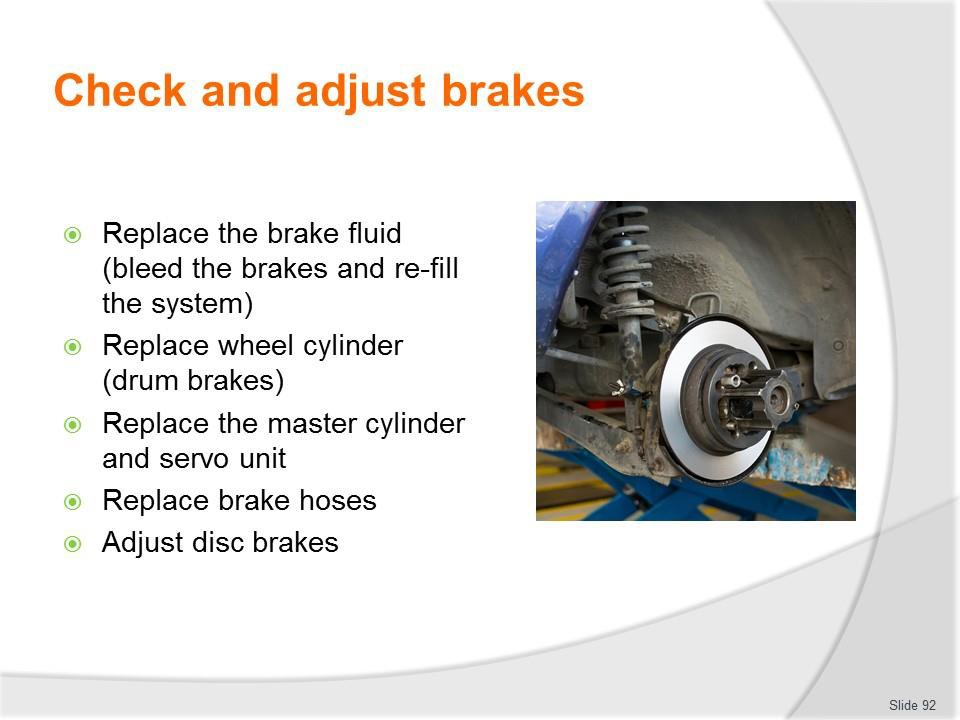 Check and adjust brakes
Replace the brake fluid
(bleed the brakes and re-fill
the system)
Replace wheel cylinder
(drum brakes)
Replace the master cylinder
and servo unit
Replace brake hoses
Adjust disc brakes
Slide 92